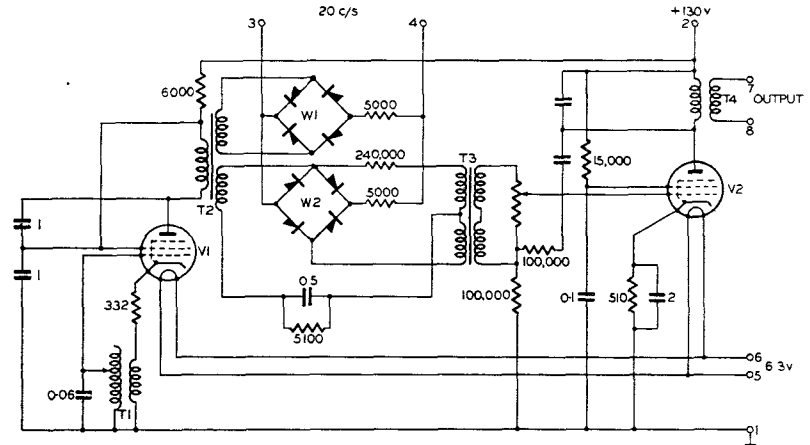 20 c/s
+130 v
3
4
2
6000
W1
5000
7
T4
OUTPUT
8
240,000
T3
W2
5000
15,000
T2
V2
1
V1
1
100,000
332
0·5
100,000
0·1
510
2
5100
6
6·3 v
5
0·06
T1
1